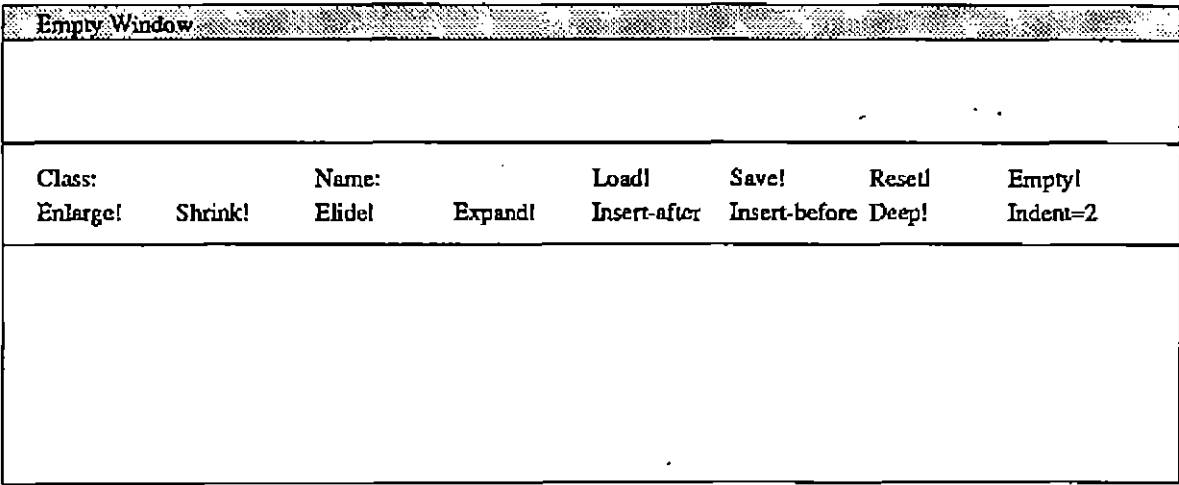 Empty Window
Class: Name: Load! Save! Reset! Empty!
Enlarge! Shrink! Elide! Expand! Insert-after Insert-before Deep! Indent=2